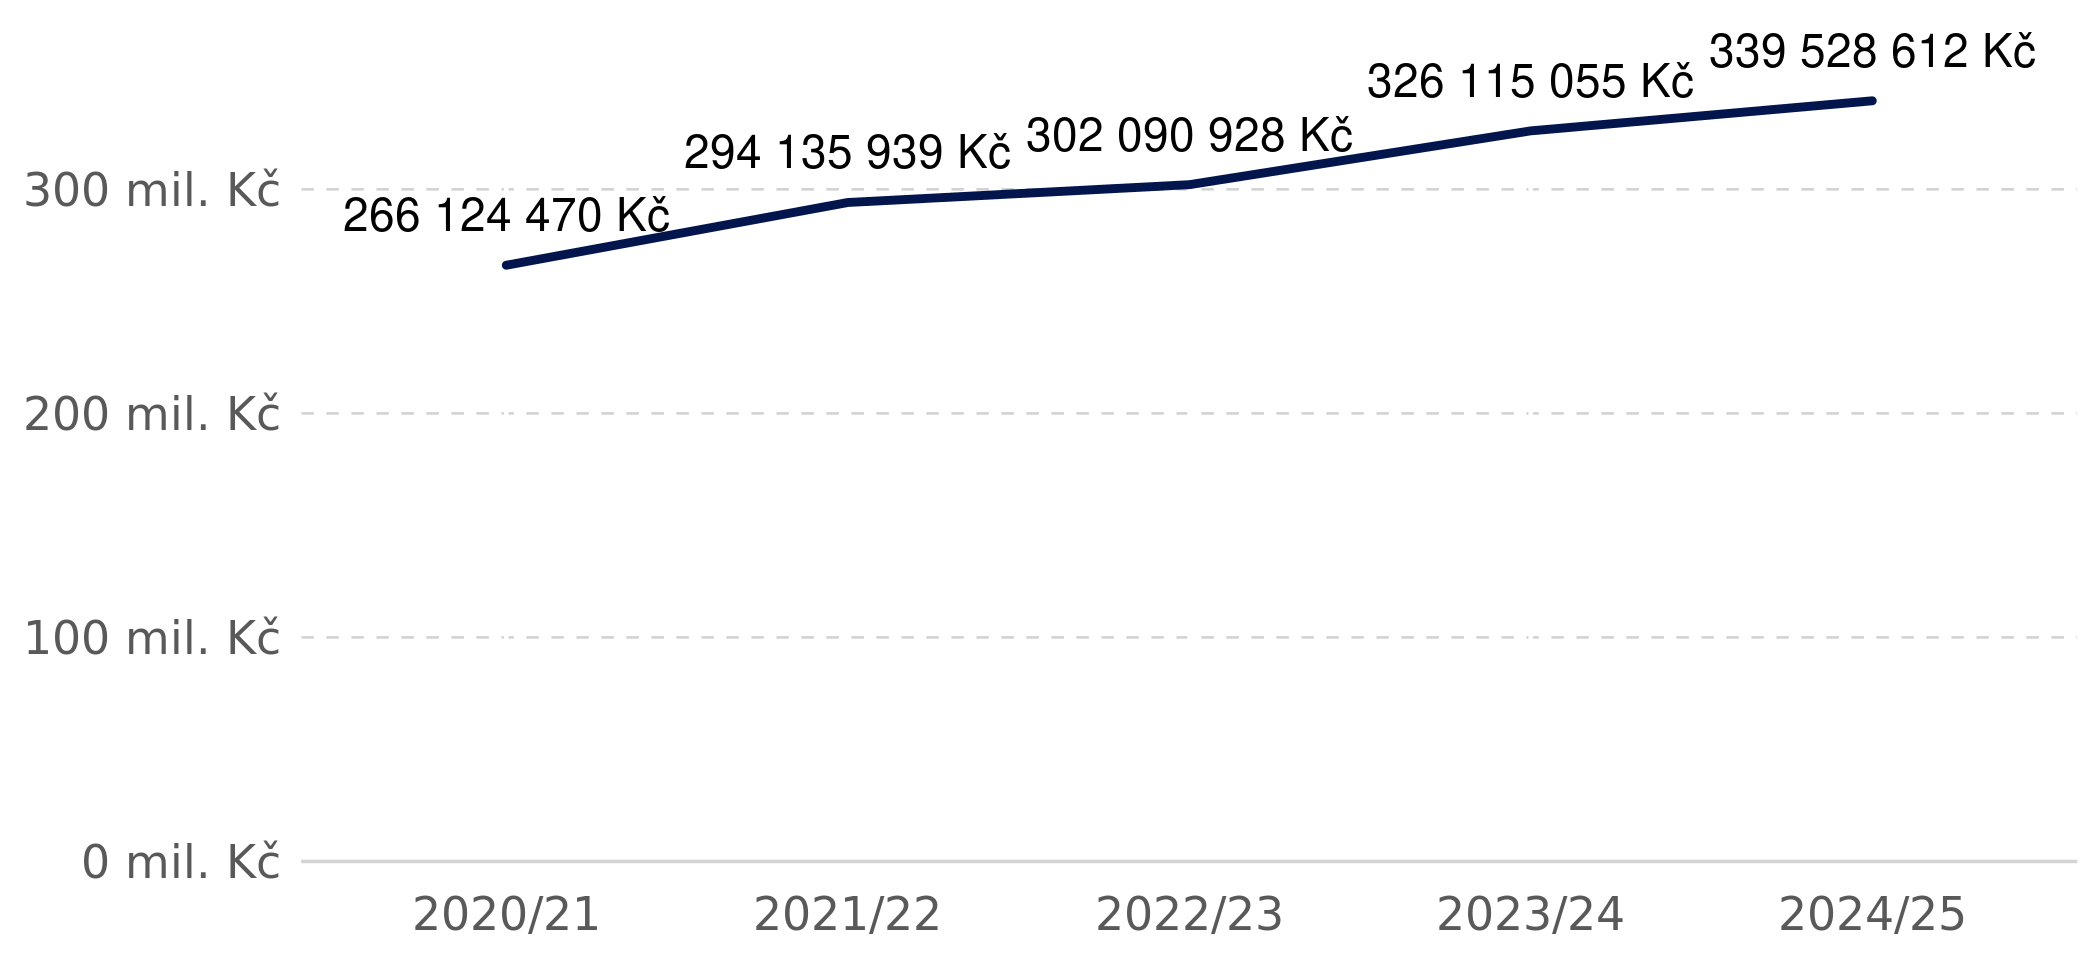 339 528 612 Kč
326 115 055 Kč
302 090 928 Kč
294 135 939 Kč
266 124 470 Kč
300 mil. Kč
200 mil. Kč
100 mil. Kč
0 mil. Kč
2020/21 2021/22 2022/23 2023/24 2024/25